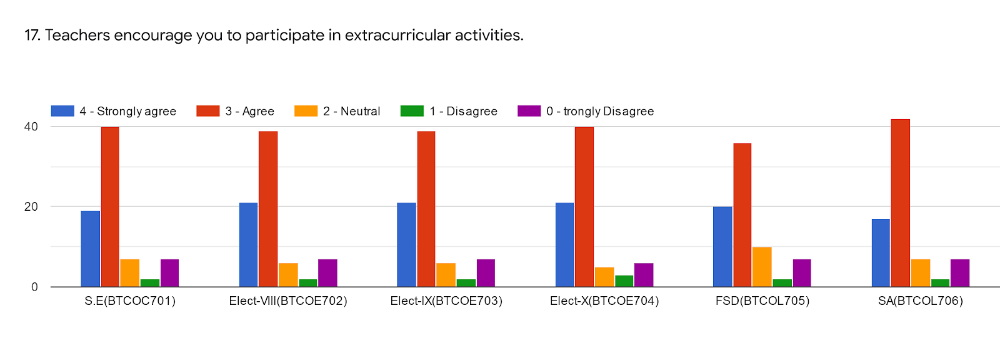 17. Teachers encourage you to participate in extracurricular activities.
4 - Strongly agree 3 - Agree 2 - Neutral 1 - Disagree 0 - trongly Disagree
40
20
0
S.E(BTCOC701) Elect-VIII(BTCOE702) Elect-IX(BTCOE703) Elect-X(BTCOE704) FSD(BTCOL705) SA(BTCOL706)